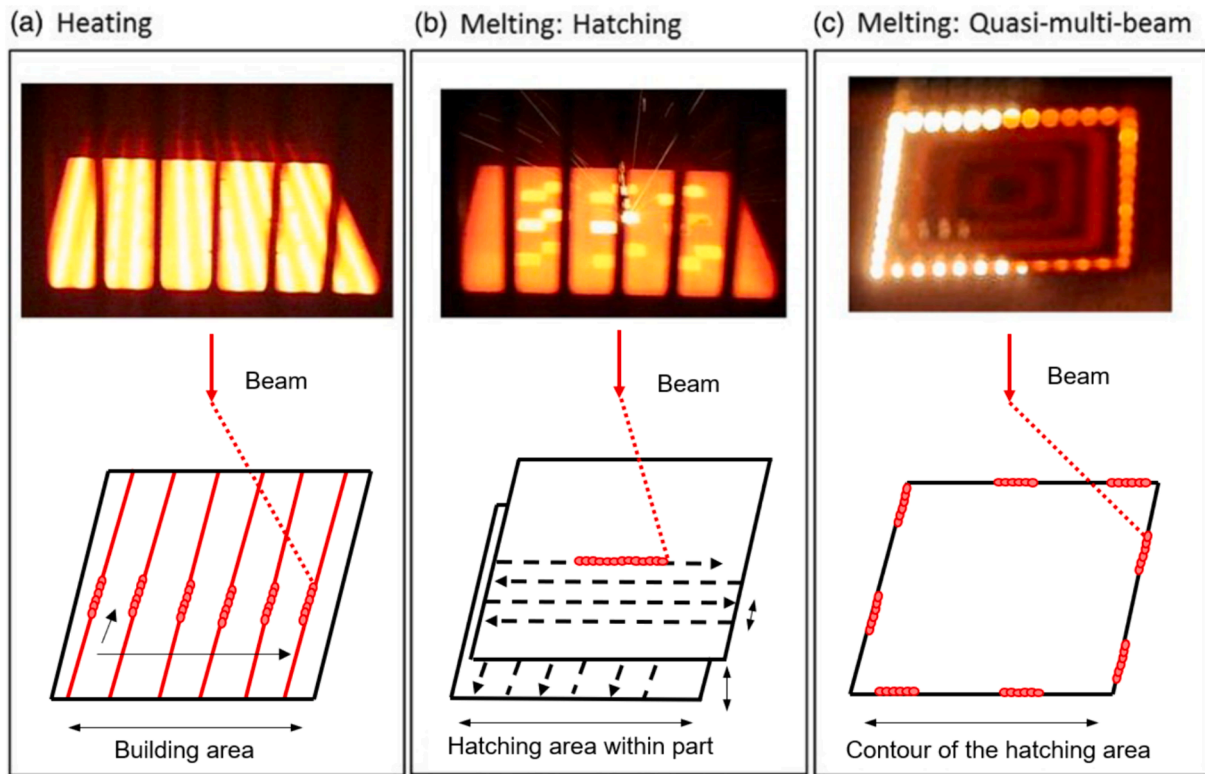 (a) Heating
(b) Melting: Hatching
(c) Melting: Quasi-multi-beam
Beam
Beam
Beam
Building area
Hatching area within part
Contour of the hatching area